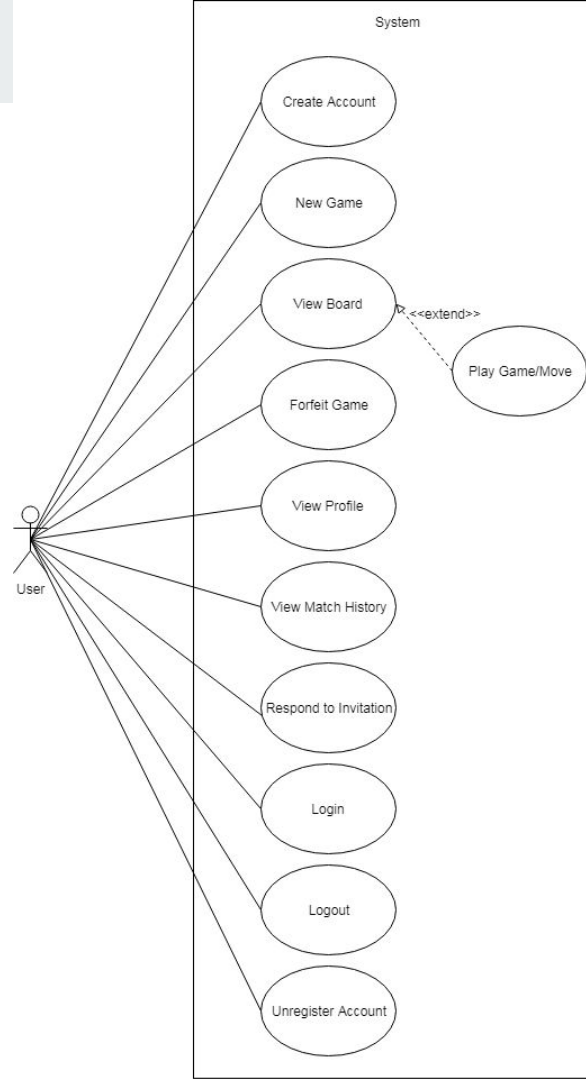 System
Create Account
New Game
View Board
<<extend>>
Play Game/Move
Forfeit Game
View Profile
User
View Match History
Respond to Invitation
Login
Logout
Unregister Account